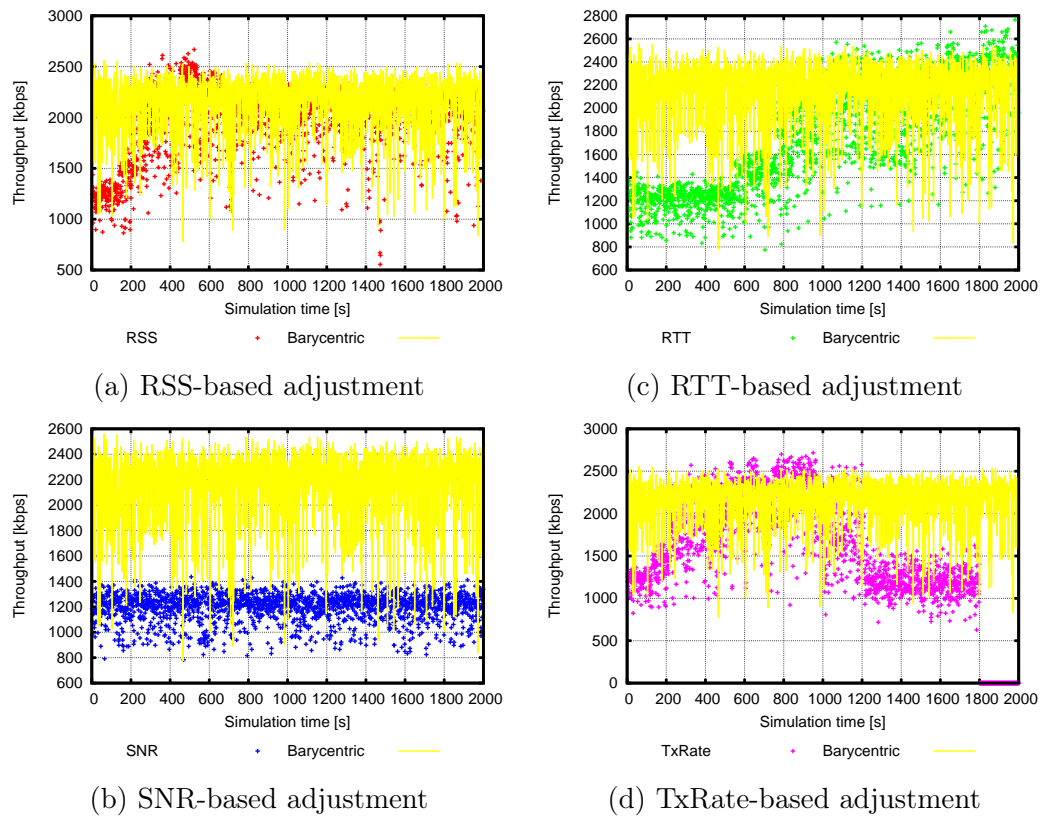 3000
2500
2000
1500
1000
500
Throughput [kbps]
0 200 400 600 800 1000 1200 1400 1600 1800 2000
Simulation time [s]
RSS Barycentric
(a) RSS-based adjustment
2800
2600
2400
2200
2000
1800
1600
1400
1200
1000
800
600
Throughput [kbps]
0 200 400 600 800 1000 1200 1400 1600 1800 2000
Simulation time [s]
RTT Barycentric
(c) RTT-based adjustment
2600
2400
2200
2000
1800
1600
1400
1200
1000
800
600
Throughput [kbps]
0 200 400 600 800 1000 1200 1400 1600 1800 2000
Simulation time [s]
SNR Barycentric
(b) SNR-based adjustment
3000
2500
2000
1500
1000
500
0
Throughput [kbps]
0 200 400 600 800 1000 1200 1400 1600 1800 2000
Simulation time [s]
TxRate Barycentric
(d) TxRate-based adjustment